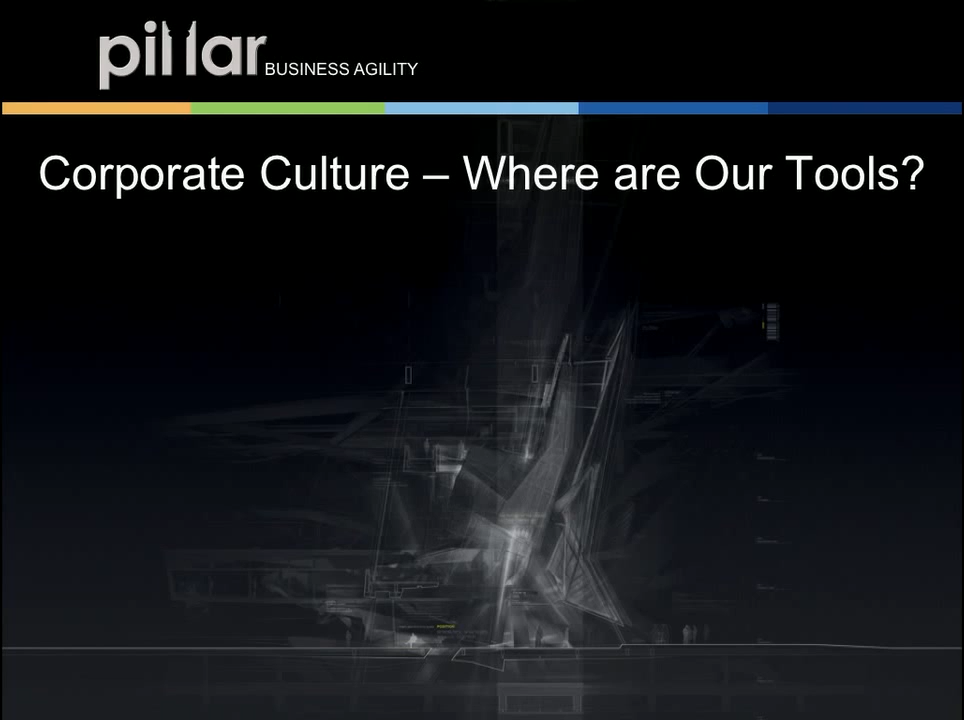 pillar BUSINESS AGILITY
Corporate Culture – Where are Our Tools?